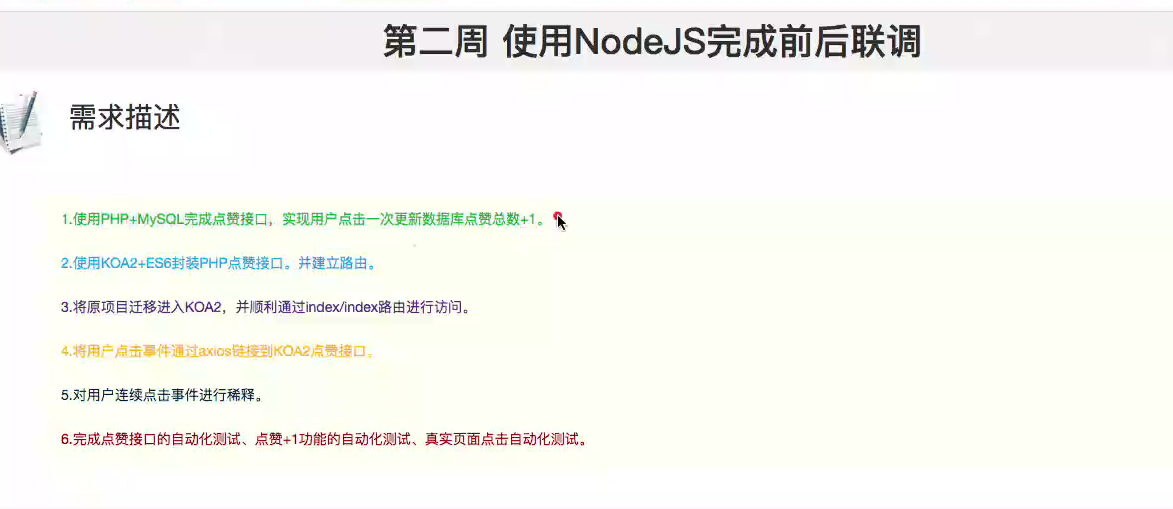 第二周 使用NodeJS完成前后联调
需求描述
1.使用PHP+MySQL完成点赞接口，实现用户点击一次更新数据库点赞总数+1。
2.使用KOA2+ES6封装PHP点赞接口。并建立路由。
3.将原项目迁移进入KOA2，并顺利通过index/index路由进行访问。
4.将用户点击事件通过axios链接到KOA2点赞接口。
5.对用户连续点击事件进行稀释。
6.完成点赞接口的自动化测试、点赞+1功能的自动化测试、真实页面点击自动化测试。